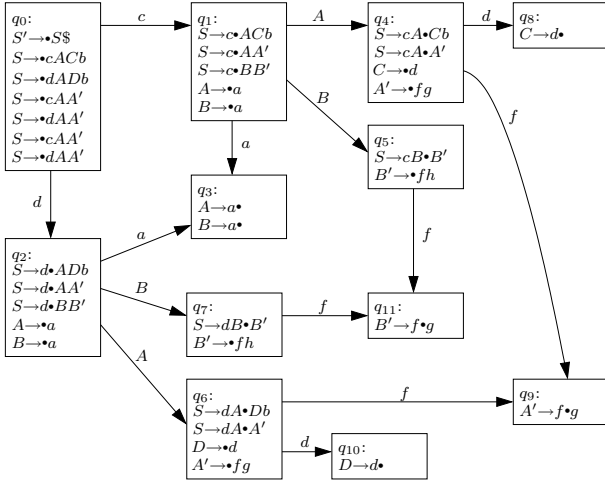 q0:
S′→•S$
S→•cACb
S→•dADb
S→•cAA′
S→•dAA′
S→•cAA′
S→•dAA′
c
q1:
S→c•ACb
S→c•AA′
S→c•BB′
A→•a
B→•a
A
q4:
S→cA•Cb
S→cA•A′
C→•d
A′→•fg
d
q8:
C→d•
f
B
q5:
S→cB•B′
B′→•fh
a
d
q3:
A→a•
B→a•
a
f
q2:
S→d•ADb
S→d•AA′
S→d•BB′
A→•a
B→•a
B
q7:
S→dB•B′
B′→•fh
f
q11:
B′→f•g
A
q6:
S→dA•Db
S→dA•A′
D→•d
A′→•fg
f
q9:
A′→f•g
d
q10:
D→d•